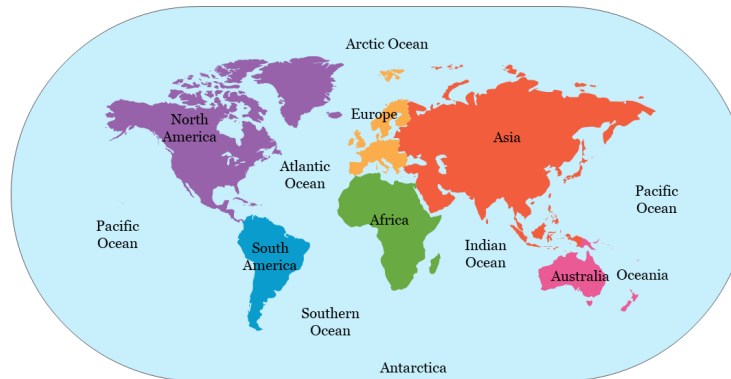 Arctic Ocean
North
America
Europe
Asia
Atlantic
Ocean
Pacific
Ocean
Pacific
Ocean
Africa
South
America
Indian
Ocean
Australia
Oceania
Southern
Ocean
Antarctica